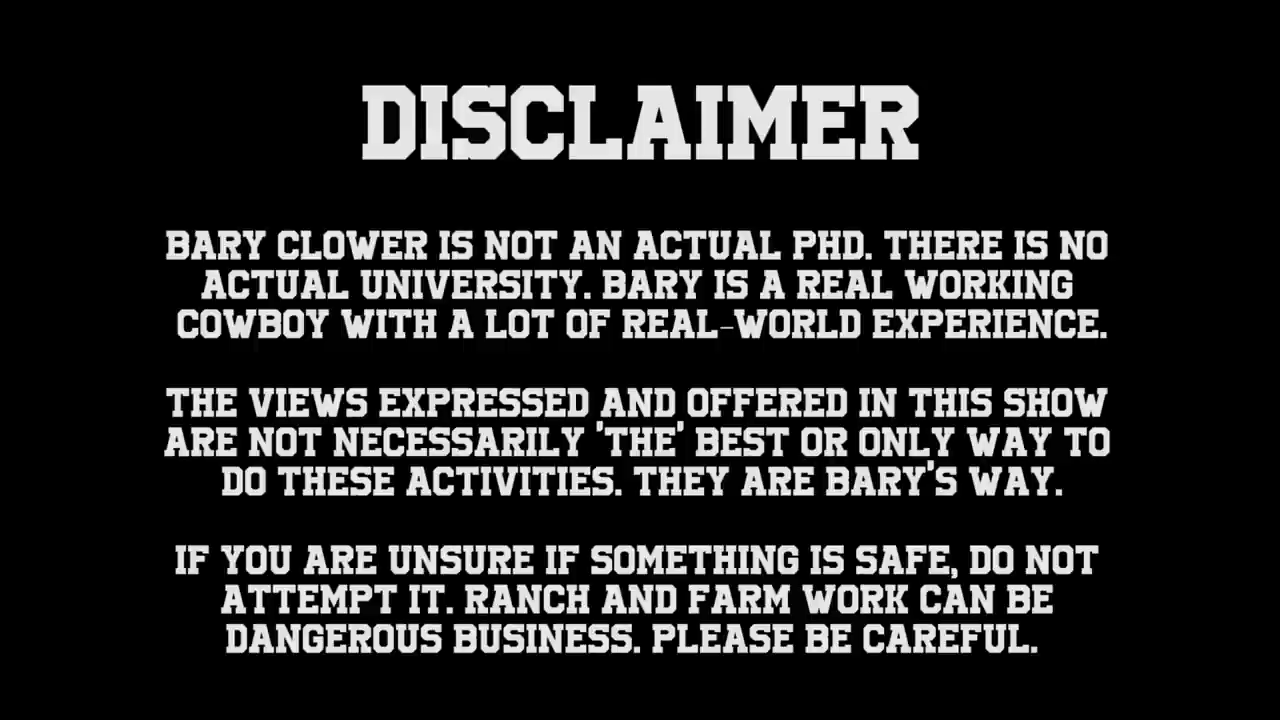 DISCLAIMER
BARY CLOWER IS NOT AN ACTUAL PHD. THERE IS NO
ACTUAL UNIVERSITY. BARY IS A REAL WORKING
COWBOY WITH A LOT OF REAL-WORLD EXPERIENCE.
THE VIEWS EXPRESSED AND OFFERED IN THIS SHOW
ARE NOT NECESSARILY 'THE' BEST OR ONLY WAY TO
DO THESE ACTIVITIES. THEY ARE BARY'S WAY.
IF YOU ARE UNSURE IF SOMETHING IS SAFE, DO NOT
ATTEMPT IT. RANCH AND FARM WORK CAN BE
DANGEROUS BUSINESS. PLEASE BE CAREFUL.